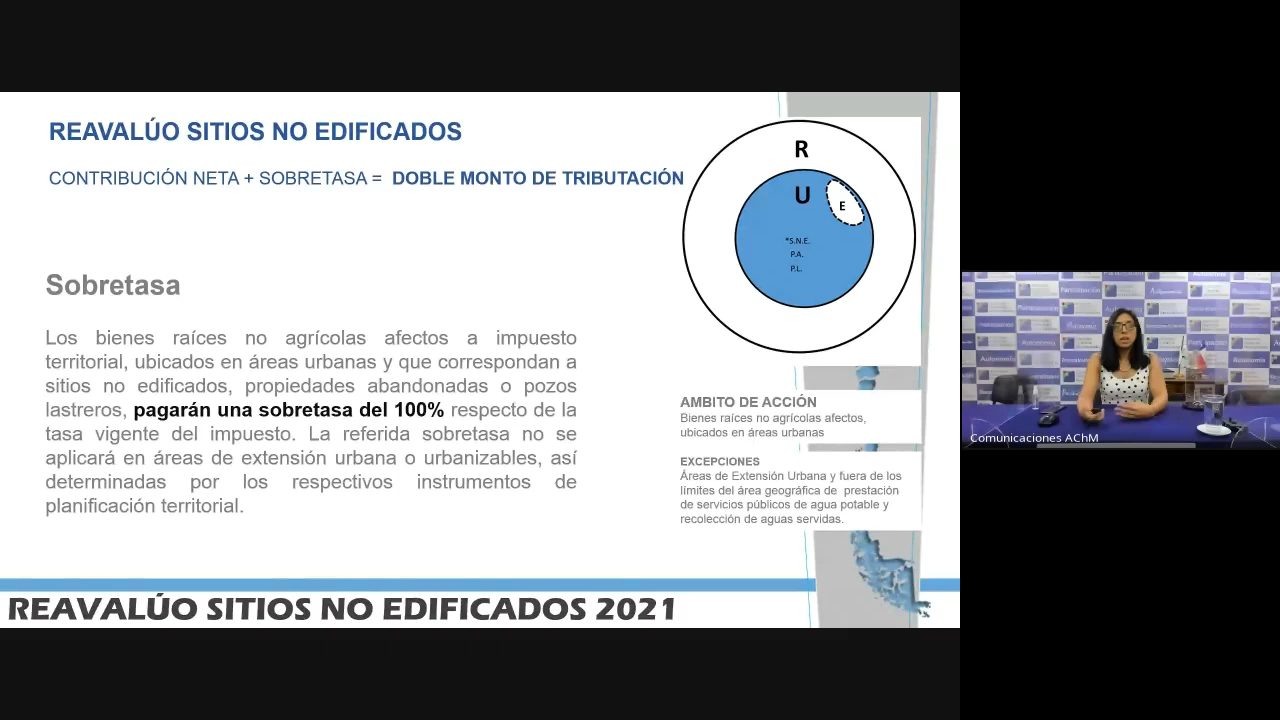 REAVALÚO SITIOS NO EDIFICADOS
CONTRIBUCIÓN NETA + SOBRETASA = DOBLE MONTO DE TRIBUTACIÓN
R
U
E
*S.N.E.
P.A.
P.L.
Sobretasa
Los bienes raíces no agrícolas afectos a impuesto
territorial, ubicados en áreas urbanas y que correspondan a
sitios no edificados, propiedades abandonadas o pozos
lastreros, pagarán una sobretasa del 100% respecto de la
tasa vigente del impuesto. La referida sobretasa no se
aplicará en áreas de extensión urbana o urbanizables, así
determinadas por los respectivos instrumentos de
planificación territorial.
AMBITO DE ACCIÓN
Bienes raíces no agrícolas afectos,
ubicados en áreas urbanas
EXCEPCIONES
Áreas de Extensión Urbana y fuera de los
límites del área geográfica de prestación
de servicios públicos de agua potable y
recolección de aguas servidas.
REAVALÚO SITIOS NO EDIFICADOS 2021
Participación
Autonomía
Comunicaciones AChM